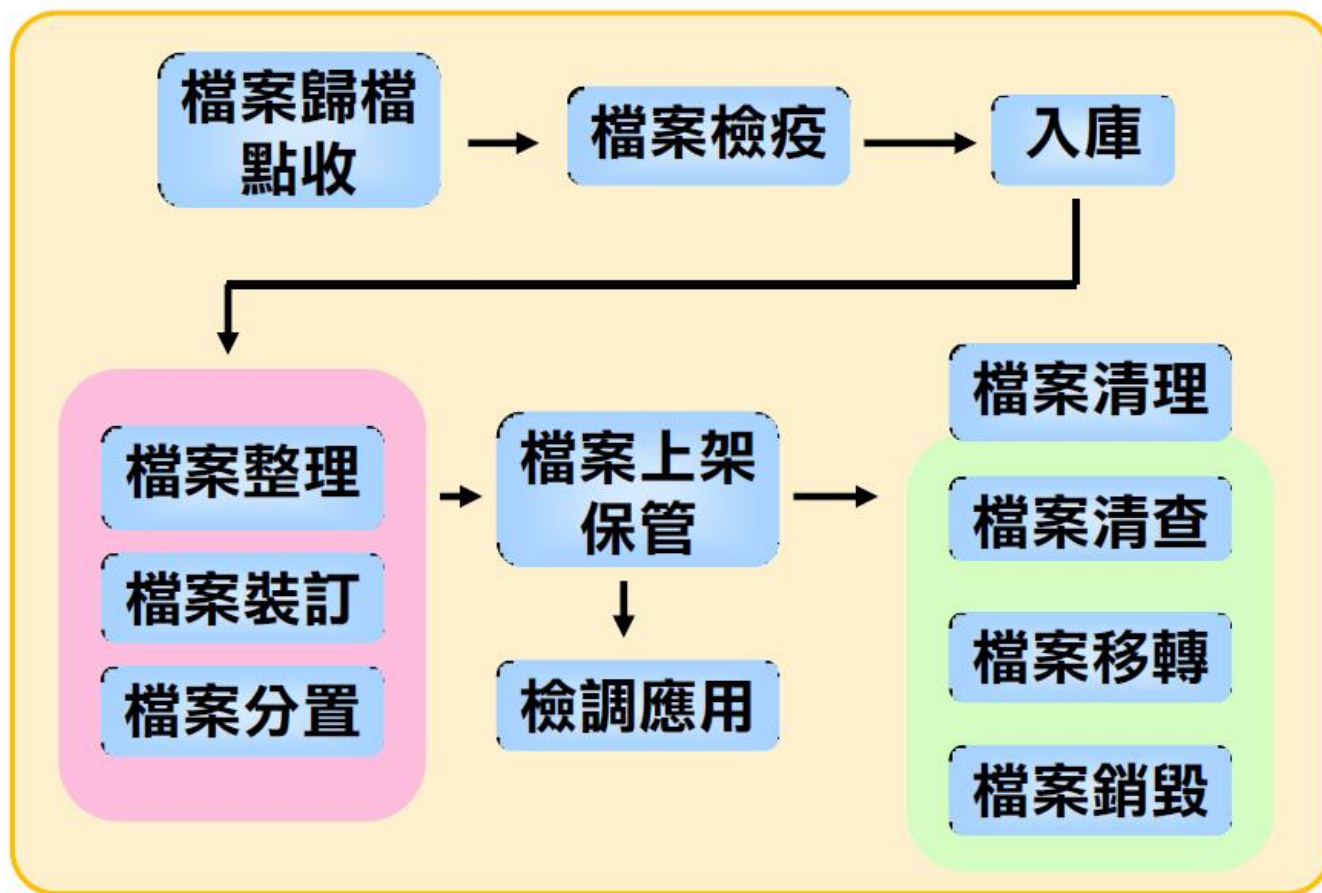 檔案歸檔
點收
檔案檢疫
入庫
檔案整理
檔案裝訂
檔案分置
檔案上架
保管
檢調應用
檔案清理
檔案清查
檔案移轉
檔案銷毀